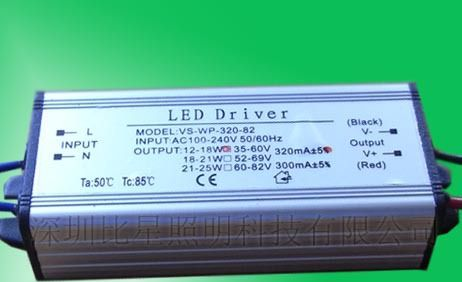 LED Driver
MODEL:VS-WP-320-82
INPUT:AC100-240V 50/60Hz
OUTPUT:12-18W 35-60V 320mA±5%
18-21W 52-69V
21-25W 60-82V 300mA±5%
L
INPUT
N
(Black)
V-
Output
V+
(Red)
Ta:50℃ Tc:85℃ CE
深圳比星照明科技有限公司